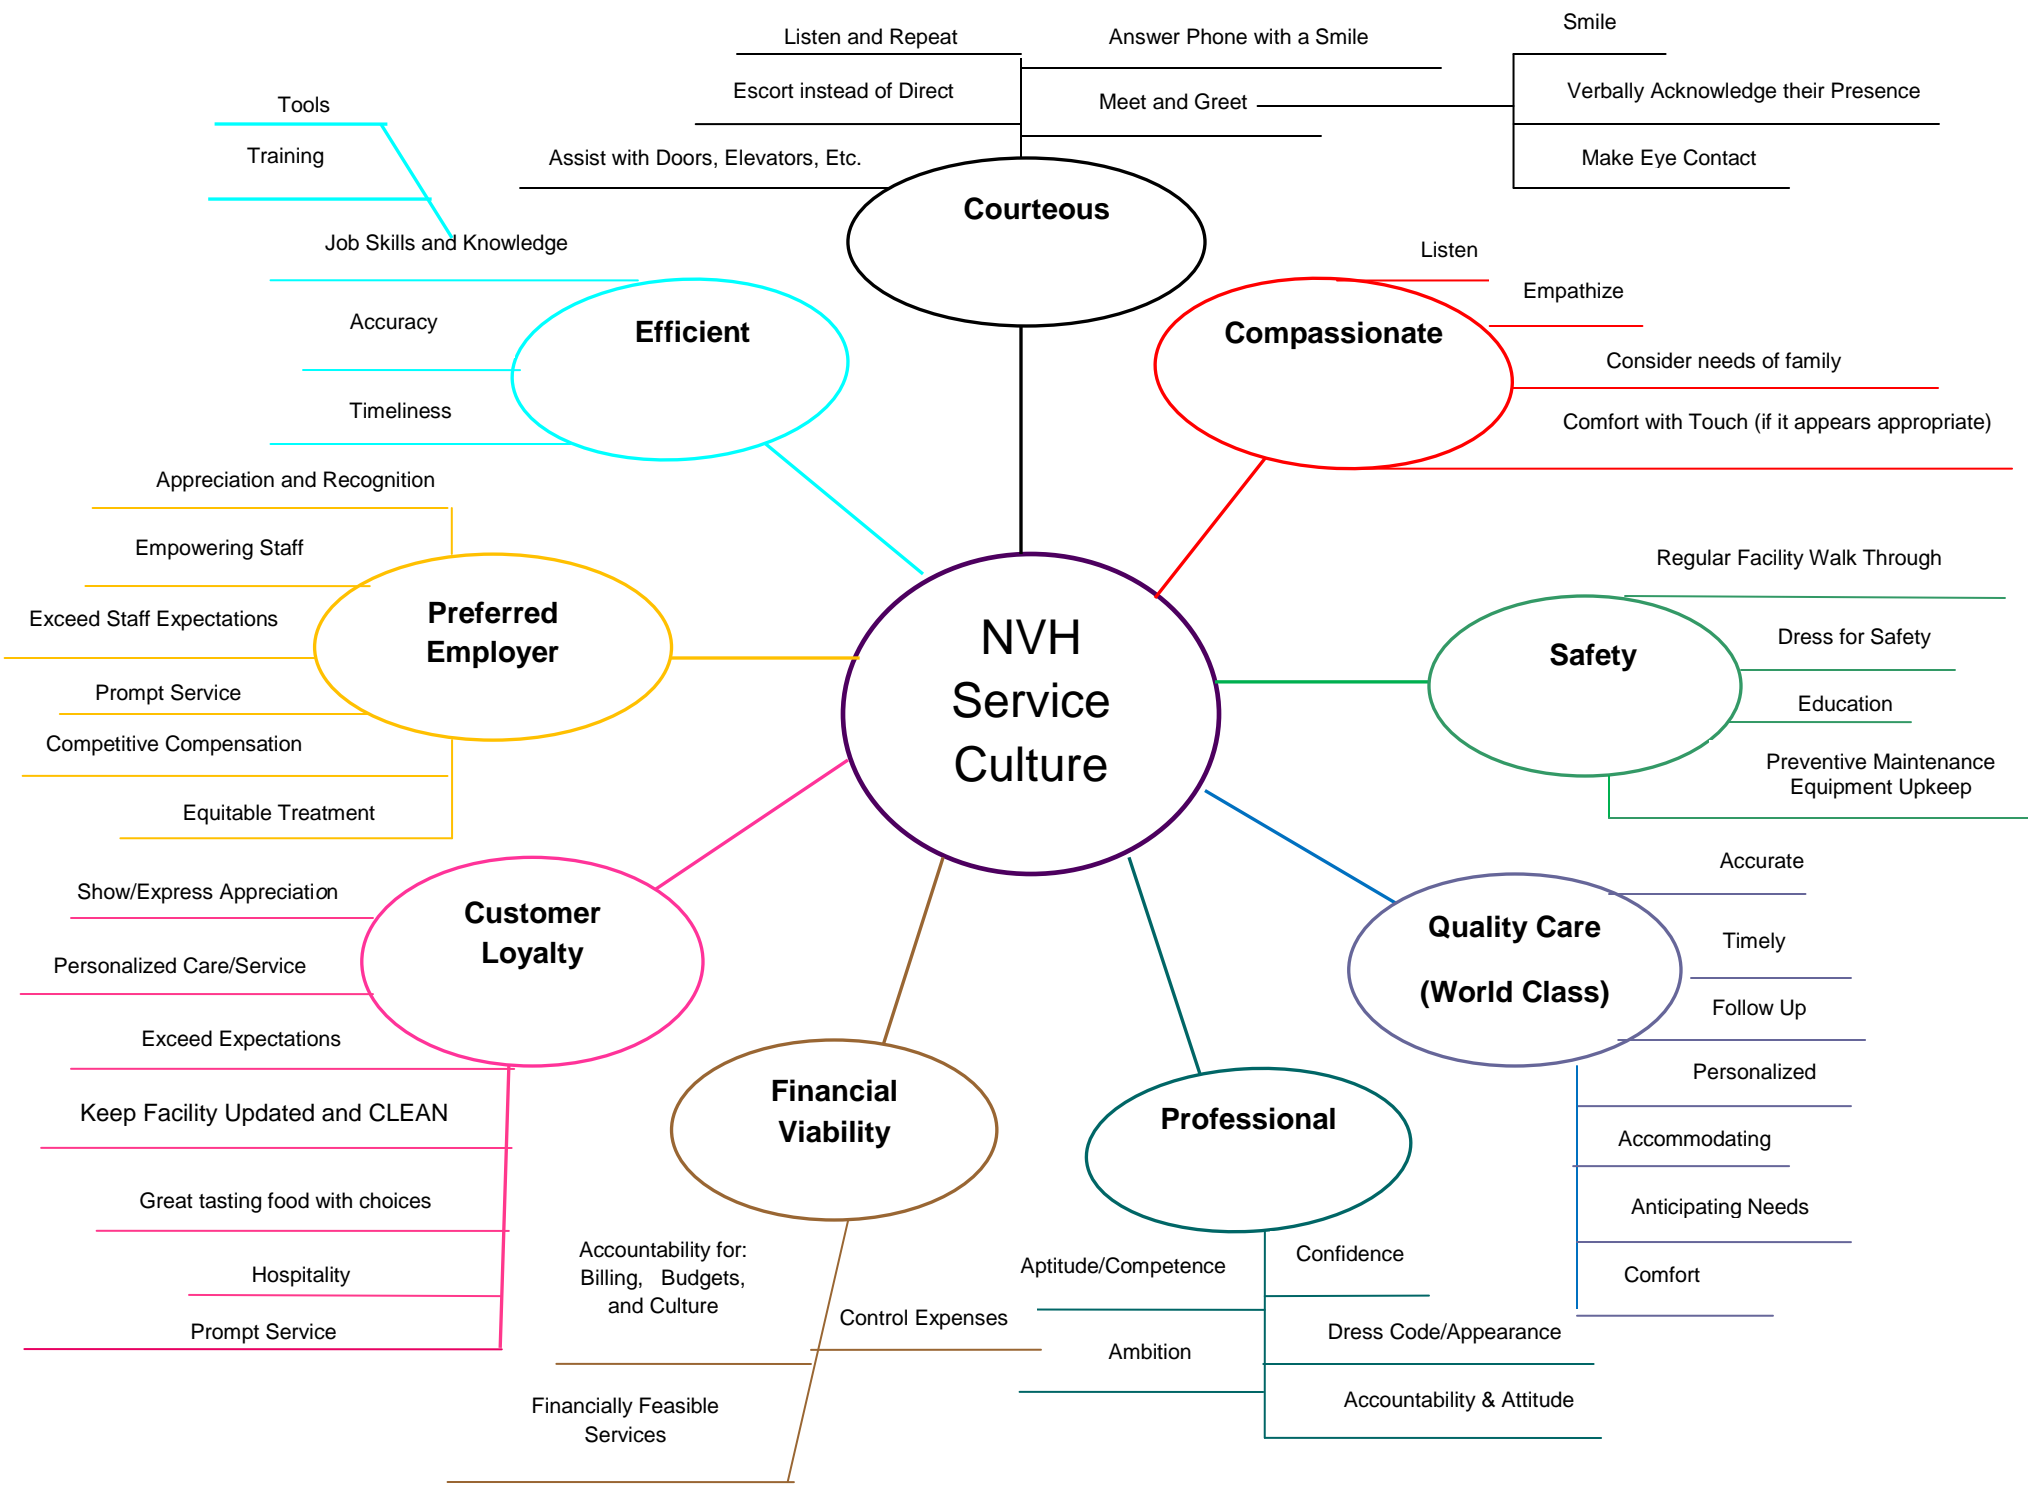 Smile
Listen and Repeat
Answer Phone with a Smile
Escort instead of Direct
Meet and Greet
Verbally Acknowledge their Presence
Assist with Doors, Elevators, Etc.
Make Eye Contact
Courteous
Tools
Training
Job Skills and Knowledge
Accuracy
Timeliness
Efficient
Listen
Empathize
Consider needs of family
Comfort with Touch (if it appears appropriate)
Compassionate
Appreciation and Recognition
Empowering Staff
Exceed Staff Expectations
Prompt Service
Competitive Compensation
Equitable Treatment
Preferred
Employer
NVH
Service
Culture
Regular Facility Walk Through
Dress for Safety
Education
Preventive Maintenance
Equipment Upkeep
Safety
Show/Express Appreciation
Personalized Care/Service
Exceed Expectations
Keep Facility Updated and CLEAN
Great tasting food with choices
Hospitality
Prompt Service
Customer
Loyalty
Accurate
Timely
Follow Up
Personalized
Accommodating
Anticipating Needs
Comfort
Quality Care
(World Class)
Financial
Viability
Accountability for:
Billing, Budgets,
and Culture
Control Expenses
Financially Feasible
Services
Professional
Aptitude/Competence
Confidence
Ambition
Dress Code/Appearance
Accountability & Attitude